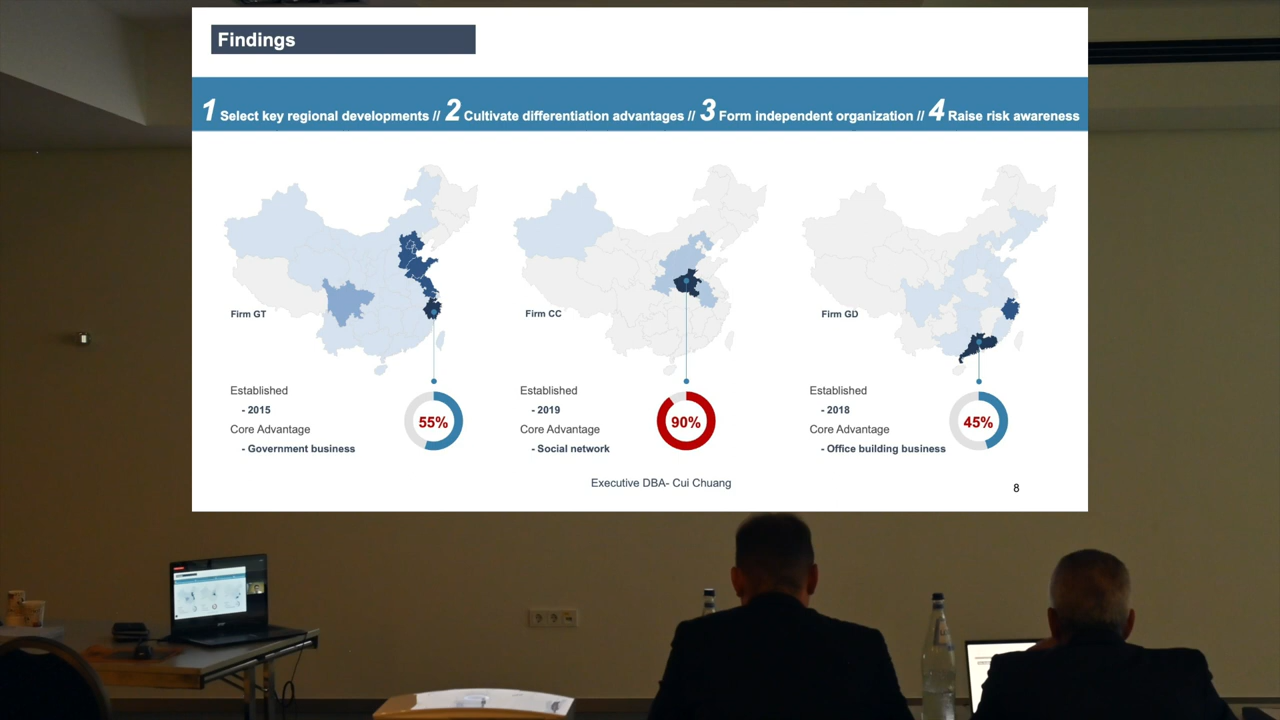 Findings
1 Select key regional developments // 2 Cultivate differentiation advantages // 3 Form independent organization // 4 Raise risk awareness
Firm GT
Established
- 2015
Core Advantage
- Government business
55%
Firm CC
Established
- 2019
Core Advantage
- Social network
90%
Firm GD
Established
- 2018
Core Advantage
- Office building business
45%
Executive DBA- Cui Chuang
8